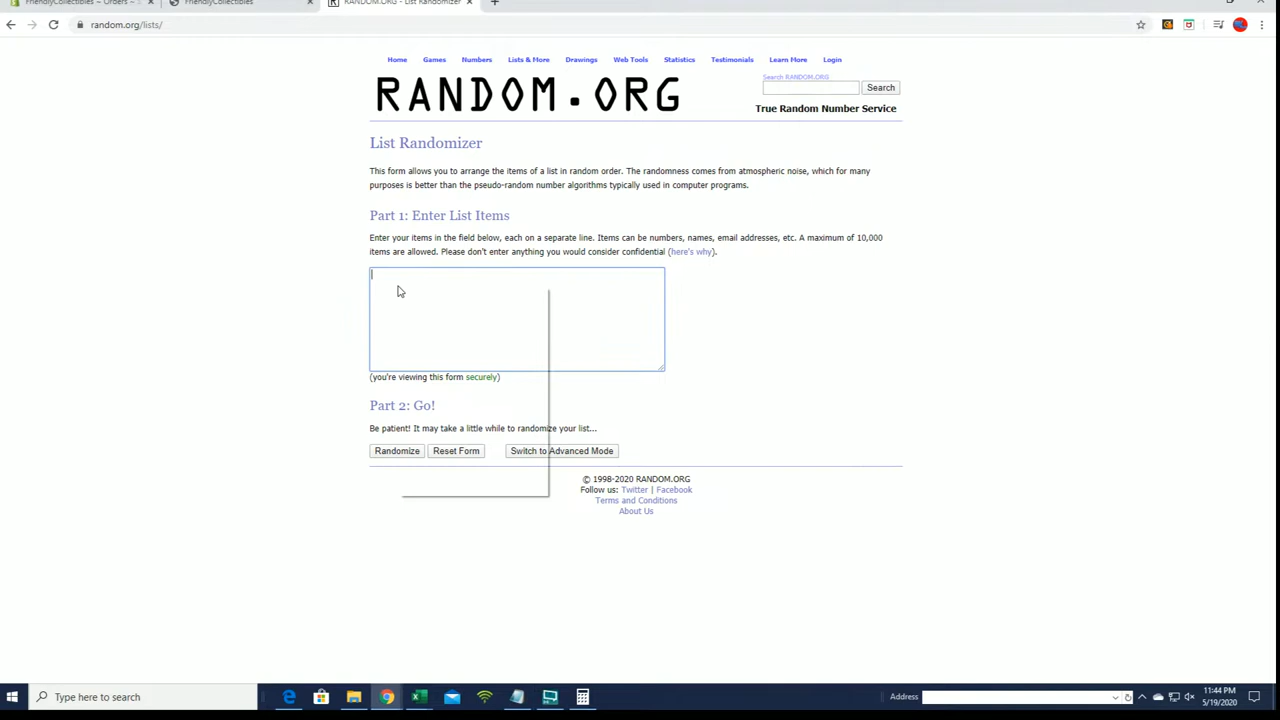 FriendlyCollectibles ~ Orders ~
FriendlyCollectibles
RANDOM.ORG - List Randomizer
random.org/lists/
Home Games Numbers Lists & More Drawings Web Tools Statistics Testimonials Learn More Login
RANDOM.ORG
Search RANDOM.ORG
Search
True Random Number Service
List Randomizer
This form allows you to arrange the items of a list in random order. The randomness comes from atmospheric noise, which for many
purposes is better than the pseudo-random number algorithms typically used in computer programs.
Part 1: Enter List Items
Enter your items in the field below, each on a separate line. Items can be numbers, names, email addresses, etc. A maximum of 10,000
items are allowed. Please don't enter anything you would consider confidential (here's why).
(you're viewing this form securely)
Part 2: Go!
Be patient! It may take a little while to randomize your list...
Randomize Reset Form Switch to Advanced Mode
© 1998-2020 RANDOM.ORG
Follow us: Twitter | Facebook
Terms and Conditions
About Us
Type here to search
Address
11:44 PM
5/19/2020